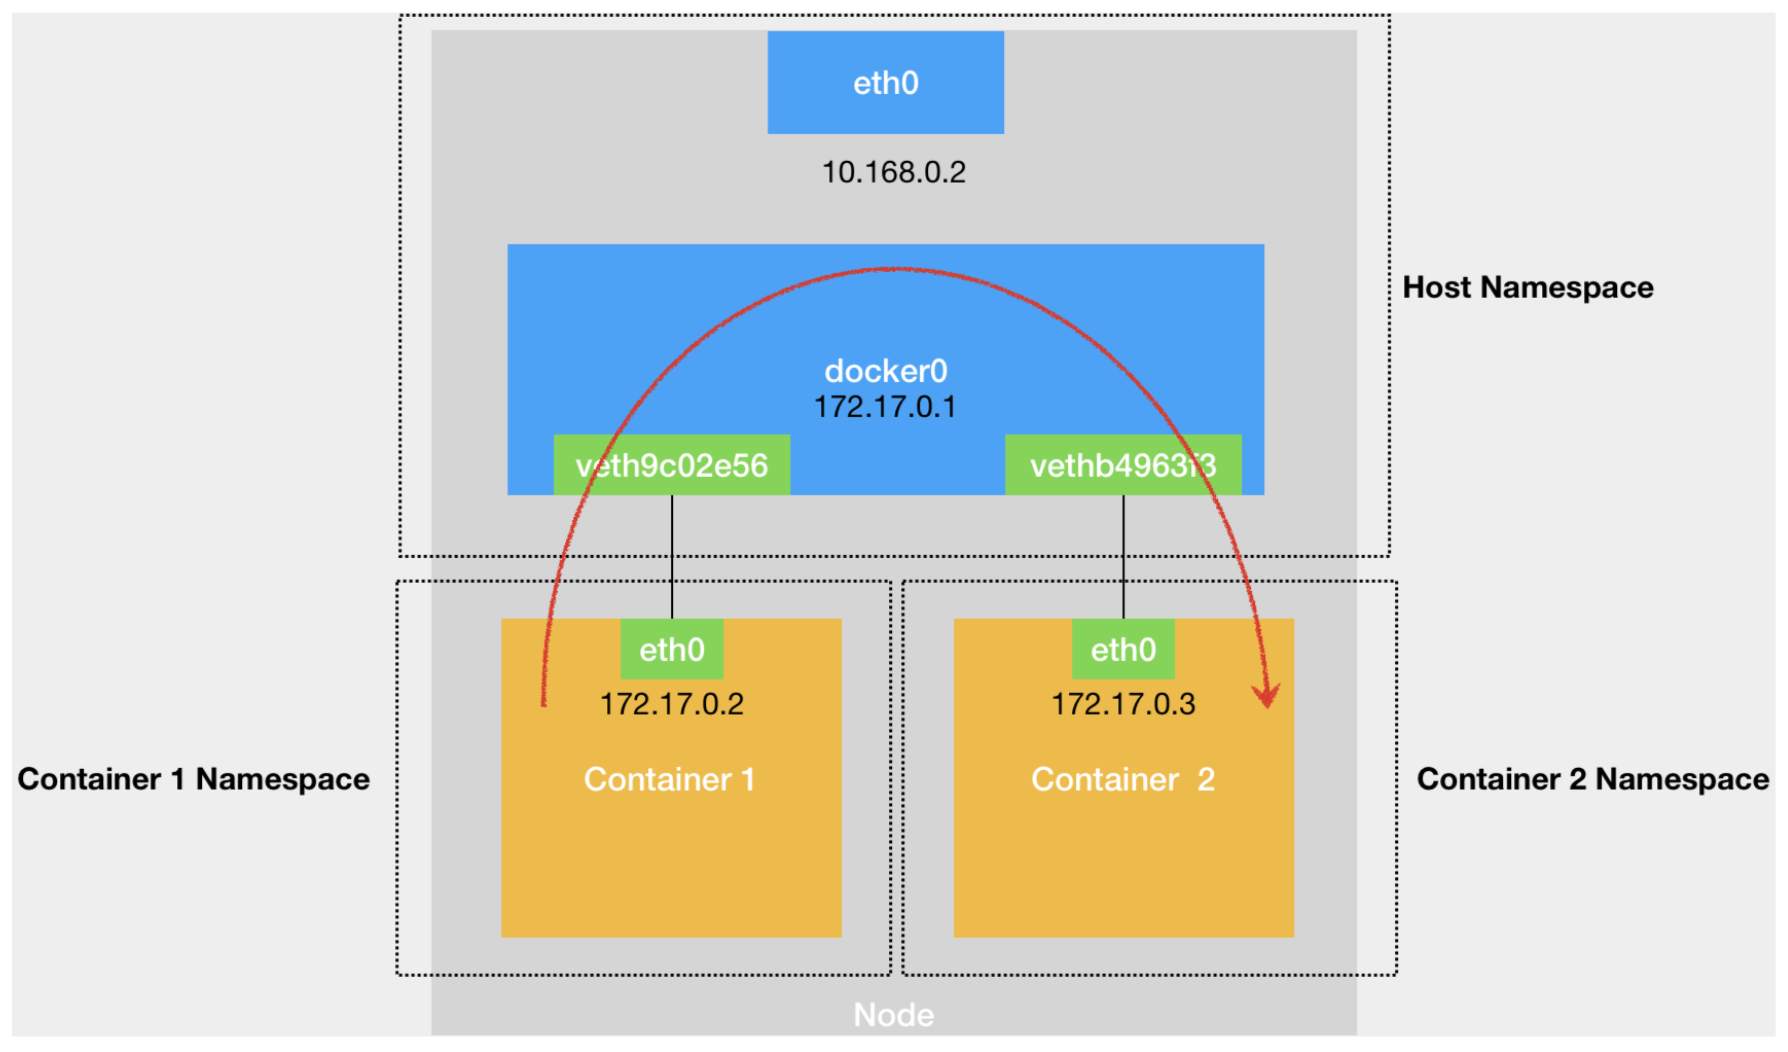 eth0
10.168.0.2
Host Namespace
docker0
172.17.0.1
veth9c02e56
vethb4963f3
eth0
eth0
172.17.0.2
172.17.0.3
Container 1 Namespace
Container 1
Container  2
Container 2 Namespace
Node